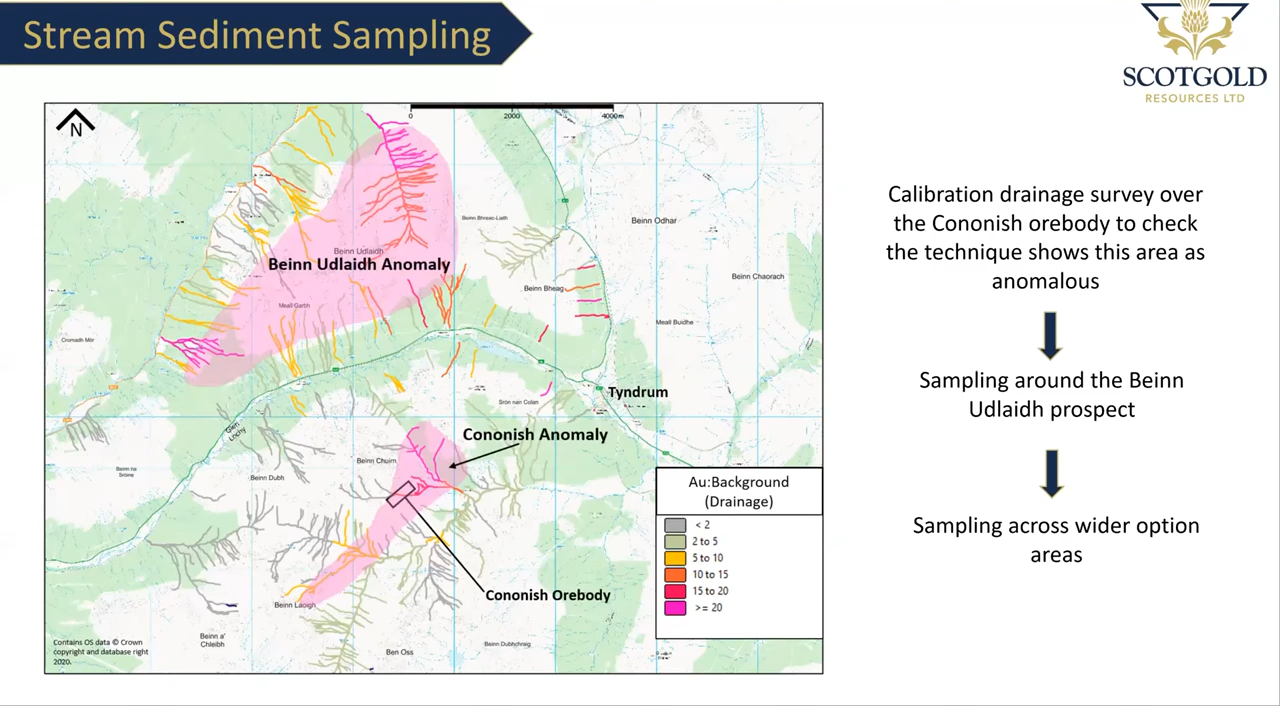 Stream Sediment Sampling
SCOTGOLD
RESOURCES LTD
N
0
2000
4000m
Beinn Bhreac-Liath
Beinn Odhar
Beinn Udlaidh
Beinn Udlaidh Anomaly
Beinn Chaorach
Beinn Bheag
Meall Garbh
Meall Buidhe
Crumadh Mòr
Tyndrum
Sròn nan Colan
Glen
Lochy
Cononish Anomaly
Beinn Chuirn
Beinn na
Sròine
Beinn Dubh
Cononish Orebody
Beinn Laoigh
Beinn a'
Chleibh
Ben Oss
Beinn Dubhchraig
Contains OS data © Crown
copyright and database right
2020.
Au:Background
(Drainage)
< 2
2 to 5
5 to 10
10 to 15
15 to 20
>= 20
Calibration drainage survey over
the Cononish orebody to check
the technique shows this area as
anomalous
Sampling around the Beinn
Udlaidh prospect
Sampling across wider option
areas